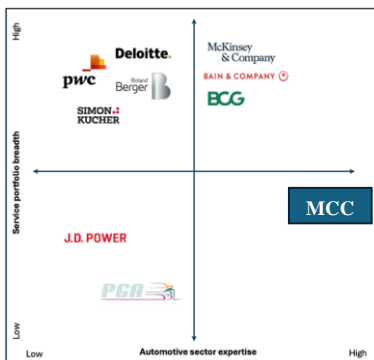 High
Deloitte.
McKinsey
& Company
pwc
Roland
Berger
BAIN & COMPANY
BCG
SIMON
KUCHER
Service portfolio breadth
MCC
J.D. POWER
PCA
Low
Low
Automotive sector expertise
High